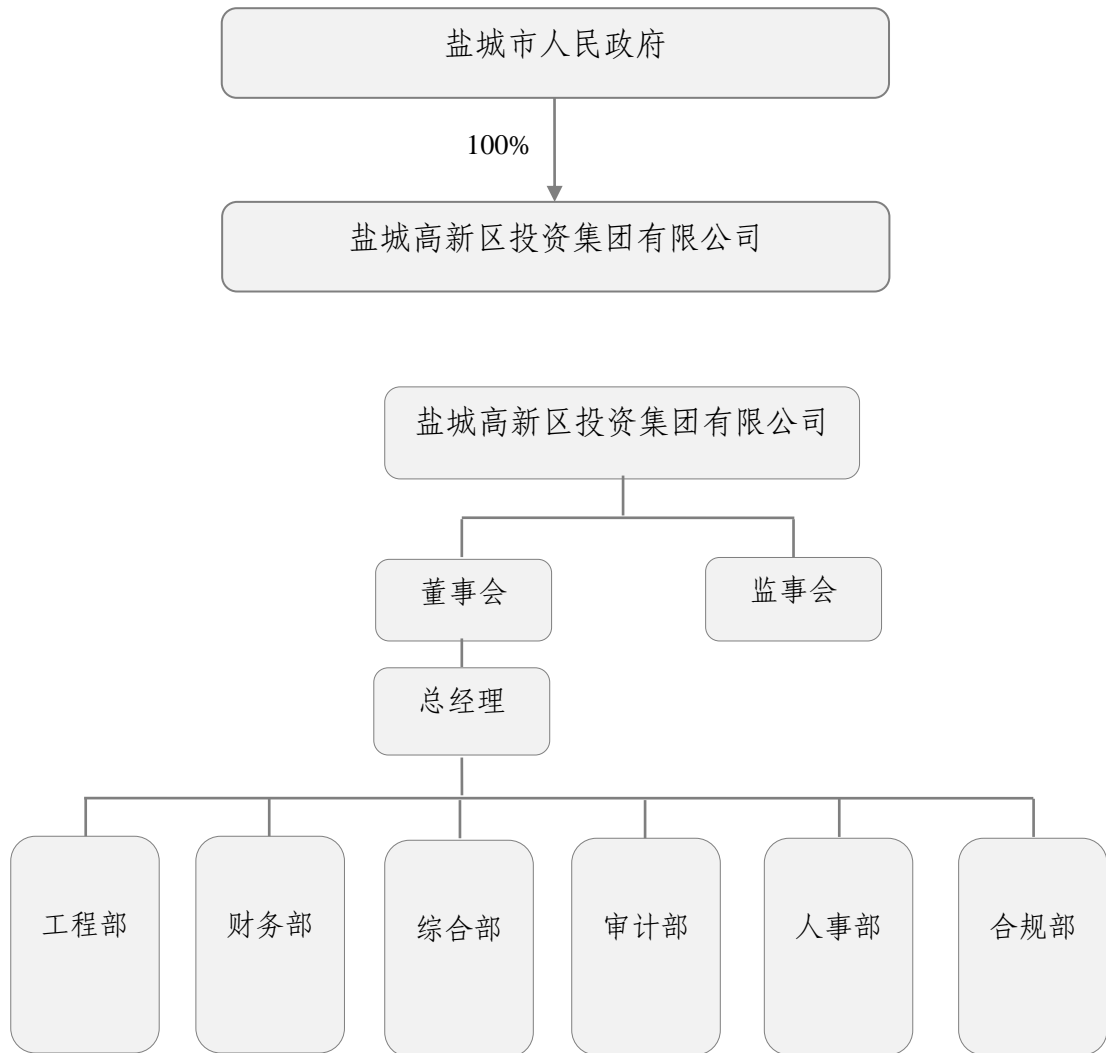 盐城市人民政府
100%
盐城高新区投资集团有限公司
盐城高新区投资集团有限公司
董事会
监事会
总经理
工程部
财务部
综合部
审计部
人事部
合规部